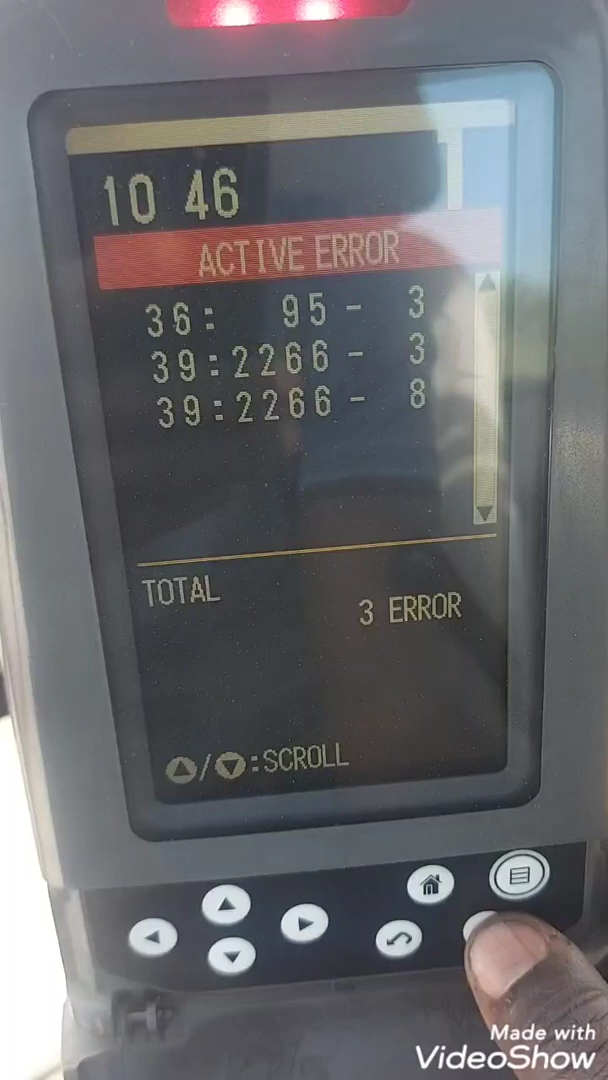 10 46
ACTIVE ERROR
36: 95 - 3
39:2266 - 3
39:2266 - 8
TOTAL
3 ERROR
▲/▼:SCROLL
Made with
VideoShow